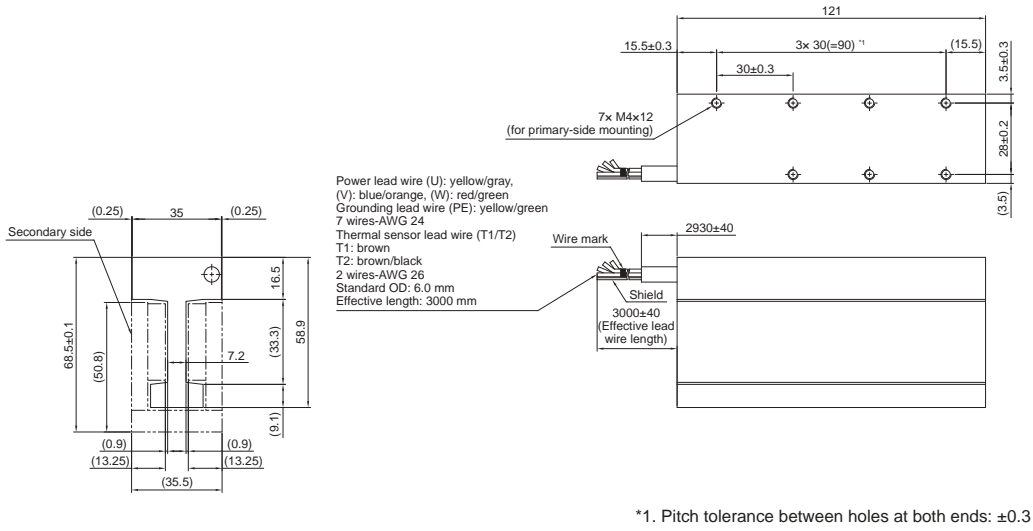 121
15.5±0.3
3× 30(=90) *1
(15.5)
30±0.3
3.5±0.3
7× M4×12
(for primary-side mounting)
28±0.2
(3.5)
Power lead wire (U): yellow/gray,
(V): blue/orange, (W): red/green
Grounding lead wire (PE): yellow/green
7 wires-AWG 24
Thermal sensor lead wire (T1/T2)
T1: brown
T2: brown/black
2 wires-AWG 26
Standard OD: 6.0 mm
Effective length: 3000 mm
(0.25)
35
(0.25)
Secondary side
16.5
68.5±0.1
(50.8)
(33.3)
58.9
7.2
(9.1)
(0.9)
(0.9)
(13.25)
(13.25)
(35.5)
2930±40
Wire mark
Shield
3000±40
(Effective lead
wire length)
*1. Pitch tolerance between holes at both ends: ±0.3